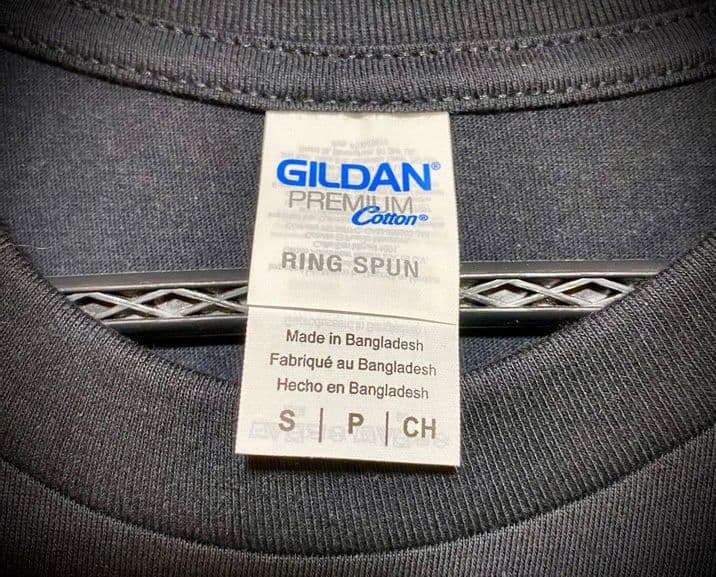 GILDAN®
PREMIUM
Cotton®
RING SPUN
Made in Bangladesh
Fabriqué au Bangladesh
Hecho en Bangladesh
S | P | CH